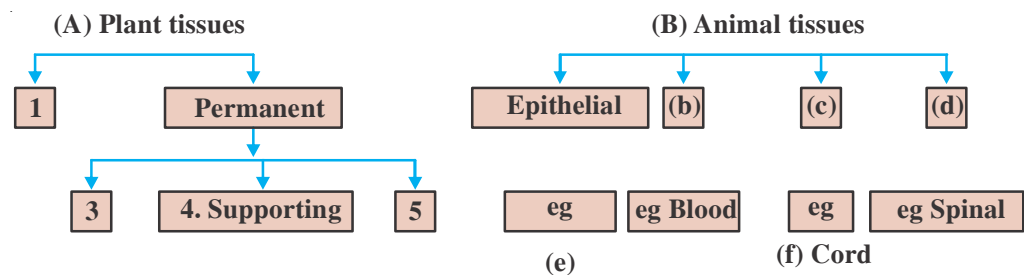 (A) Plant tissues
(B) Animal tissues
1
Permanent
Epithelial
(b)
(c)
(d)
3
4. Supporting
5
eg
eg Blood
eg
eg Spinal
(e)
(f) Cord